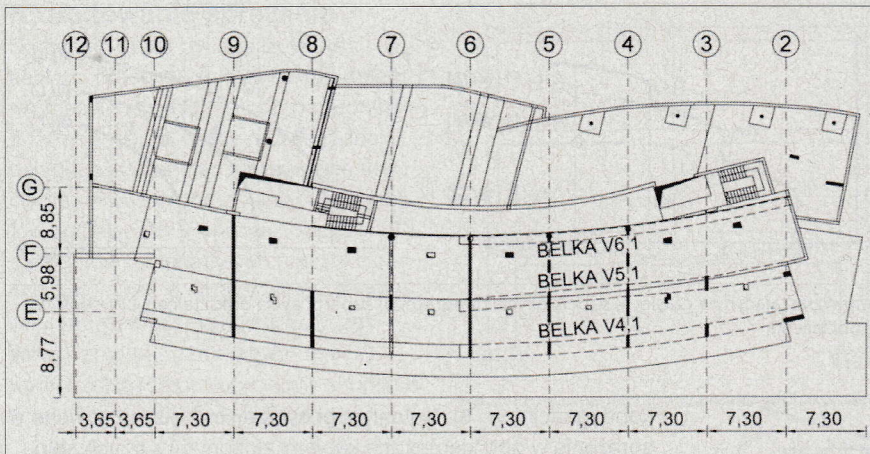 12 11 10 9 8 7 6 5 4 3 2
G
8,85
F
BELKA V6,1
5,98
BELKA V5,1
E
BELKA V4,1
8,77
3,65 3,65 7,30 7,30 7,30 7,30 7,30 7,30 7,30 7,30 7,30